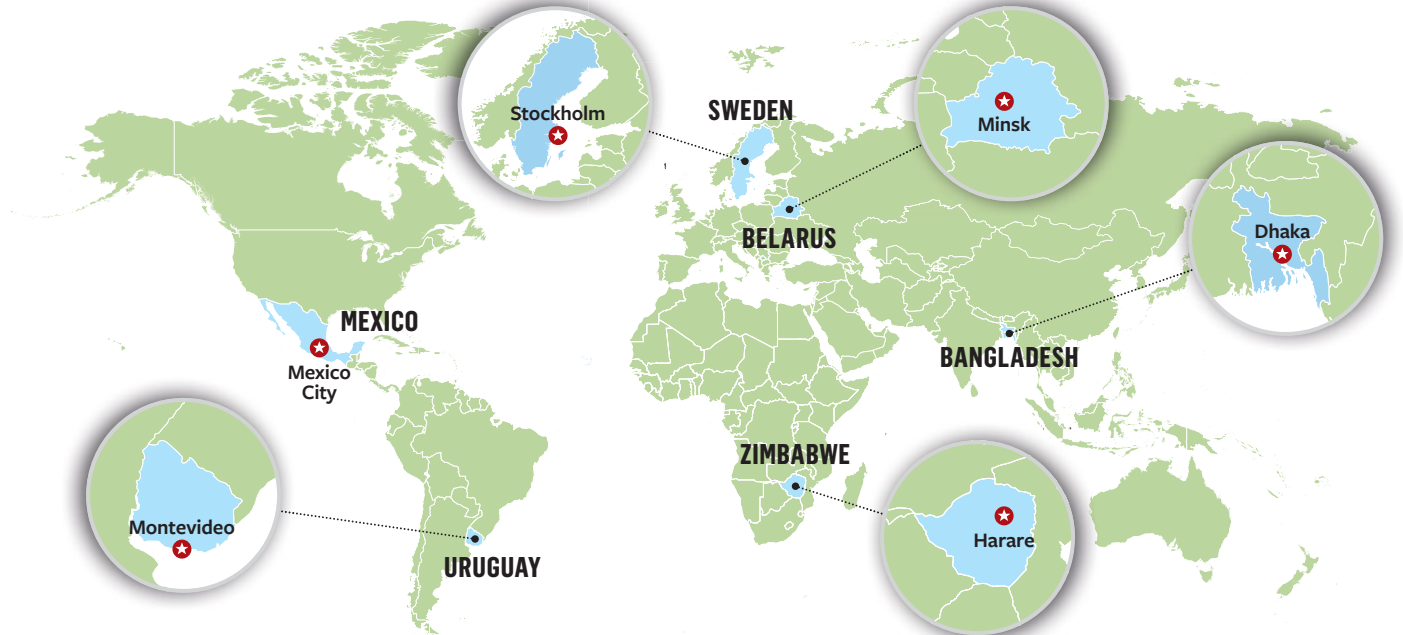 Stockholm
SWEDEN
Minsk
BELARUS
Dhaka
BANGLADESH
MEXICO
Mexico
City
ZIMBABWE
Harare
Montevideo
URUGUAY